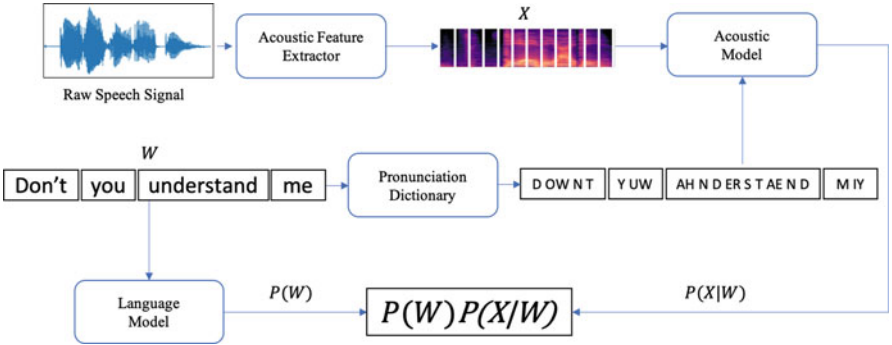 X
Acoustic Feature
Extractor
Acoustic
Model
Raw Speech Signal
W
Don't you understand me
Pronunciation
Dictionary
D OW N T Y UW AH N D ER S T AE N D M IY
Language
Model
P(W)
P(W)P(X/W)
P(X|W)